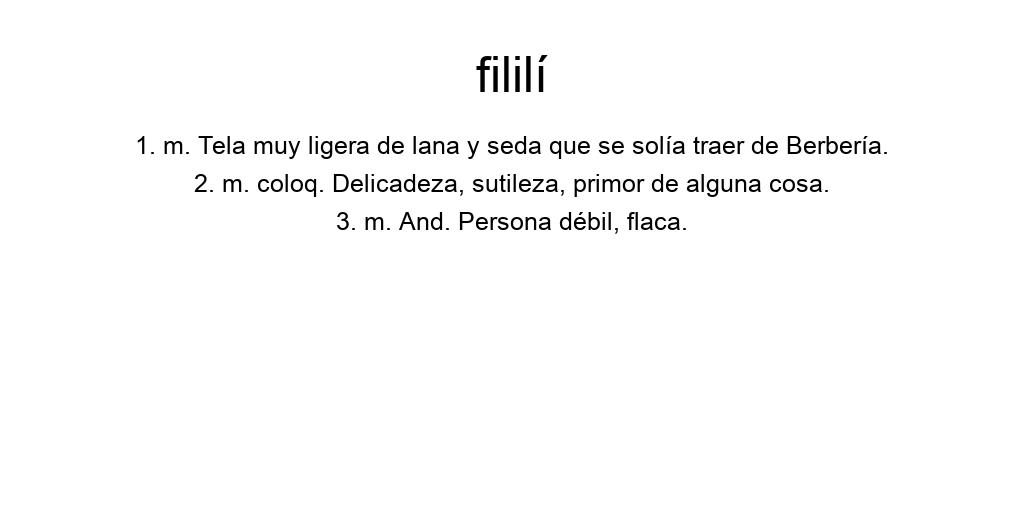 fililí
1. m. Tela muy ligera de lana y seda que se solía traer de Berbería.
2. m. coloq. Delicadeza, sutileza, primor de alguna cosa.
3. m. And. Persona débil, flaca.